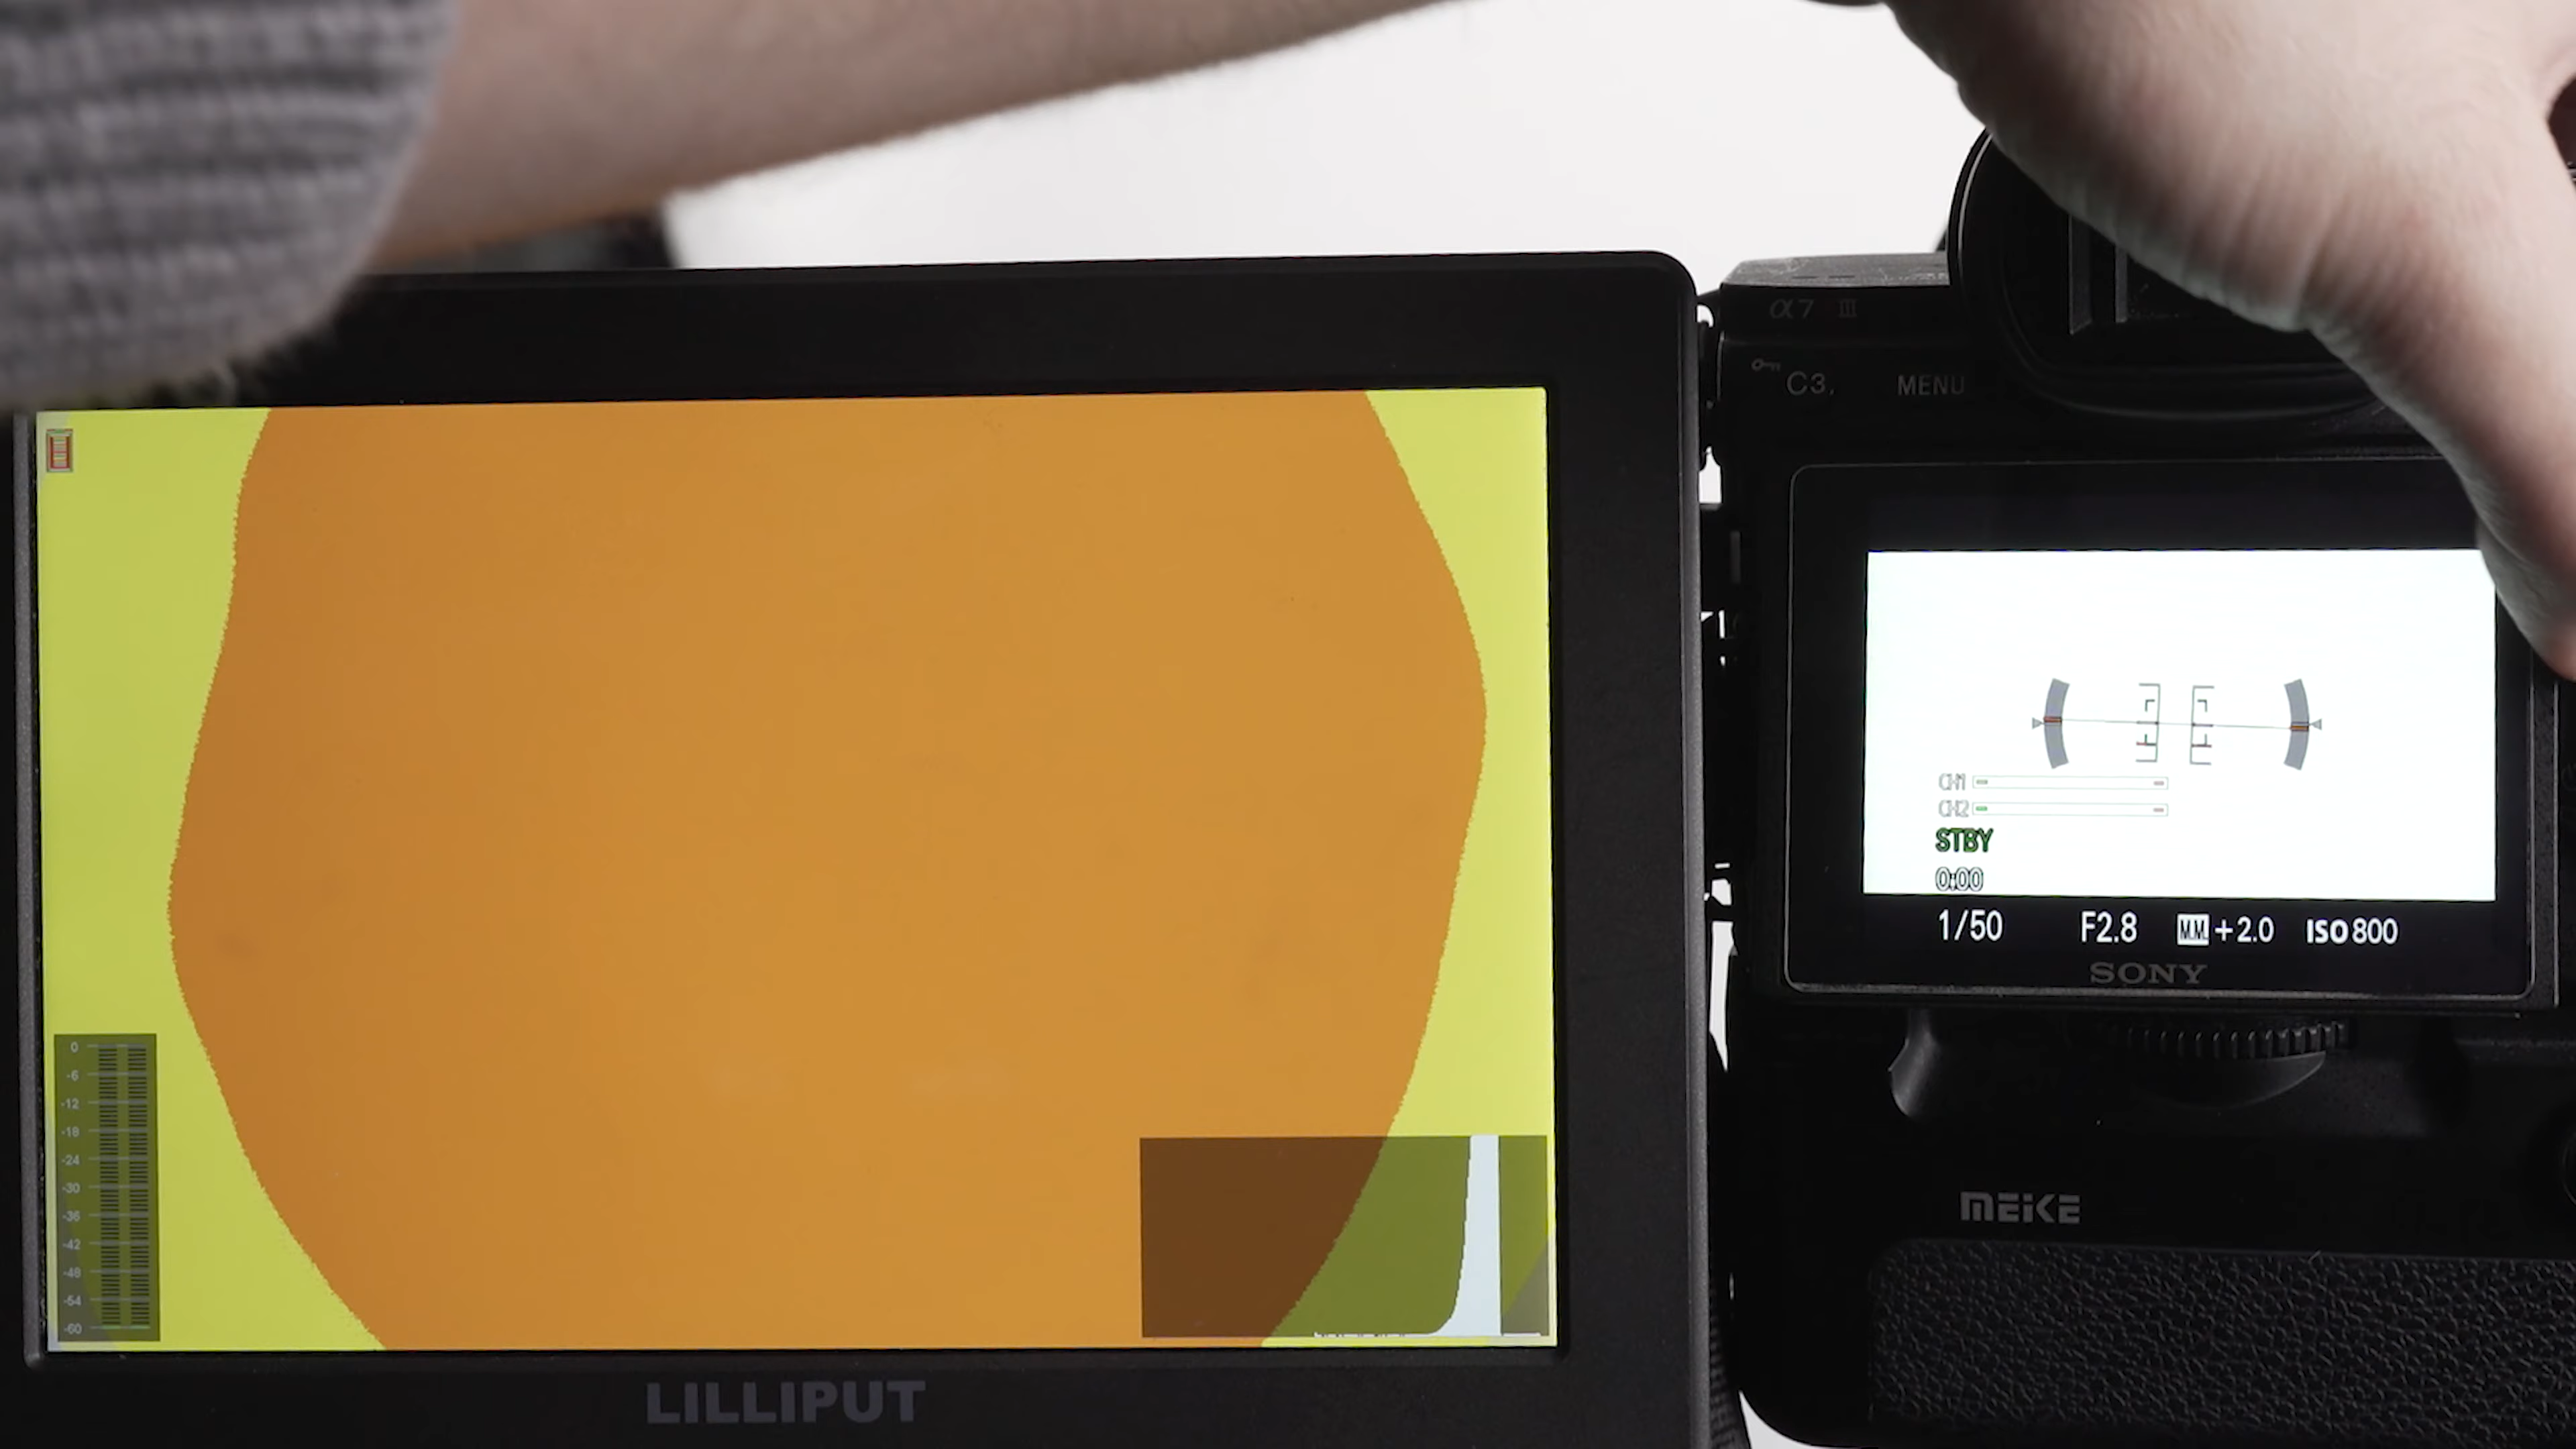 α7 III
C3.
MENU
0
-6
-12
-18
-24
-30
-36
-42
-48
-54
-60
CH1
CH2
STBY
0:00
1/50 F2.8 M.M. +2.0 ISO 800
SONY
MEIKE
LILLIPUT